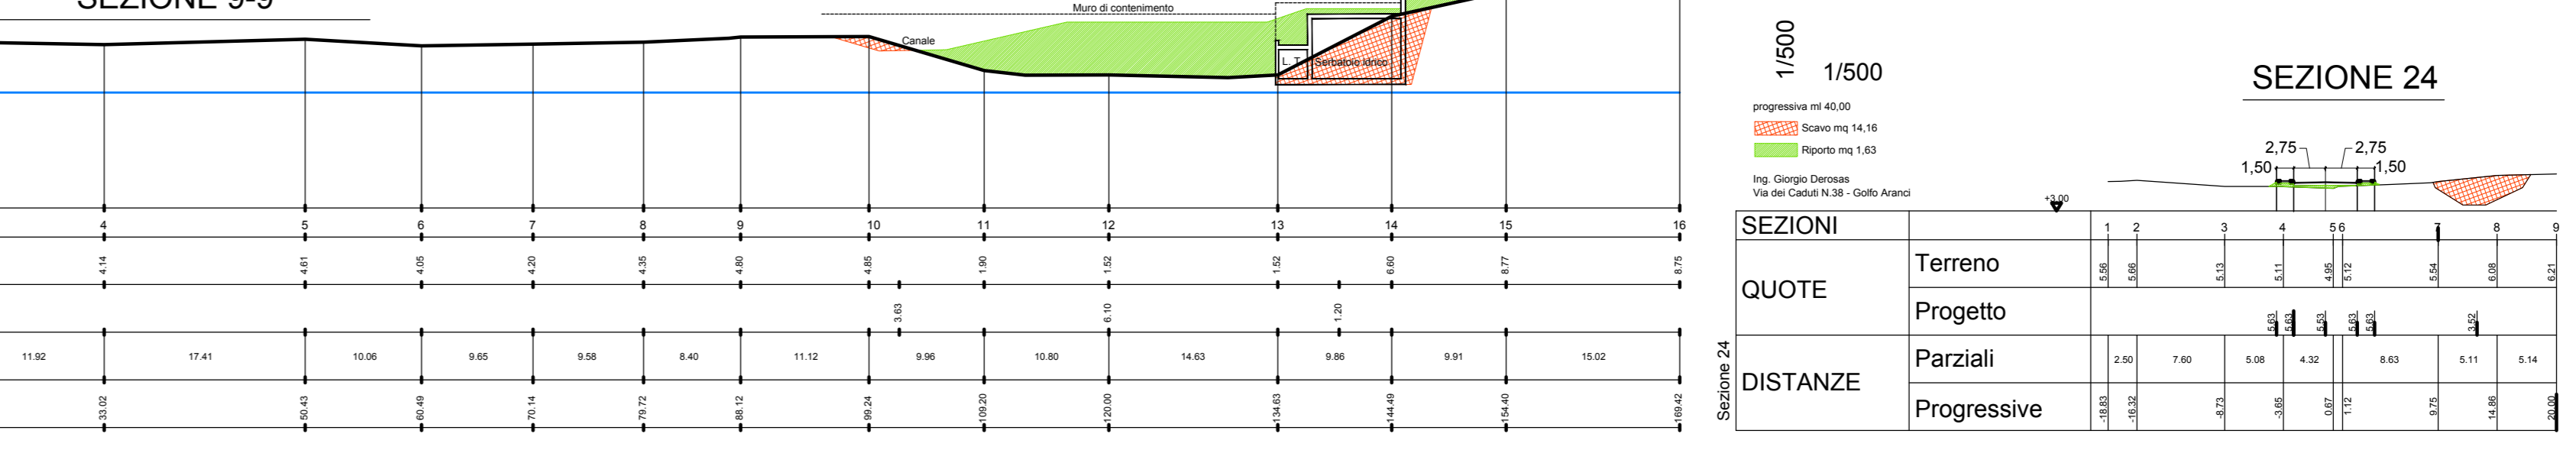 SEZIONE 9-9
Muro di contenimento
Canale
L. T.
Serbatoio idrico
4 5 6 7 8 9 10 11 12 13 14 15 16
4.14 4.61 4.05 4.20 4.35 4.80 4.85 1.90 1.52 1.52 6.60 8.77 8.75
3.63 6.10 1.20
11.92 17.41 10.06 9.65 9.58 8.40 11.12 9.96 10.80 14.63 9.86 9.91 15.02
33.02 50.43 60.49 70.14 79.72 88.12 99.24 109.20 120.00 134.63 144.49 154.40 169.42
1/500
1/500
progressiva ml 40,00
Scavo mq 14,16
Riporto mq 1,63
Ing. Giorgio Derosas
Via dei Caduti N.38 - Golfo Aranci
SEZIONE 24
2,75 2,75
1,50 1,50
+3.00
Sezione 24
SEZIONI 1 2 3 4 5 6 7 8 9
QUOTE
Terreno 5.56 5.66 5.13 5.11 4.95 5.12 5.54 6.08 6.21
Progetto 5.63 5.63 5.53 5.63 5.63 3.52
DISTANZE
Parziali 2.50 7.60 5.08 4.32 8.63 5.11 5.14
Progressive -18.83 -16.32 -8.73 -3.65 0.67 1.12 9.75 14.86 20.00